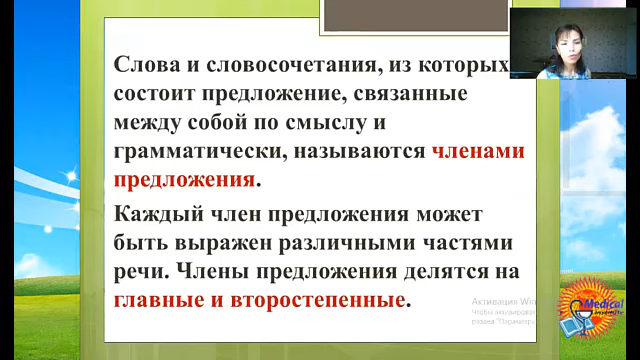 Слова и словосочетания, из которых
состоит предложение, связанные
между собой по смыслу и
грамматически, называются членами
предложения.
Каждый член предложения может
быть выражен различными частями
речи. Члены предложения делятся на
главные и второстепенные.
Активация Win
Medical